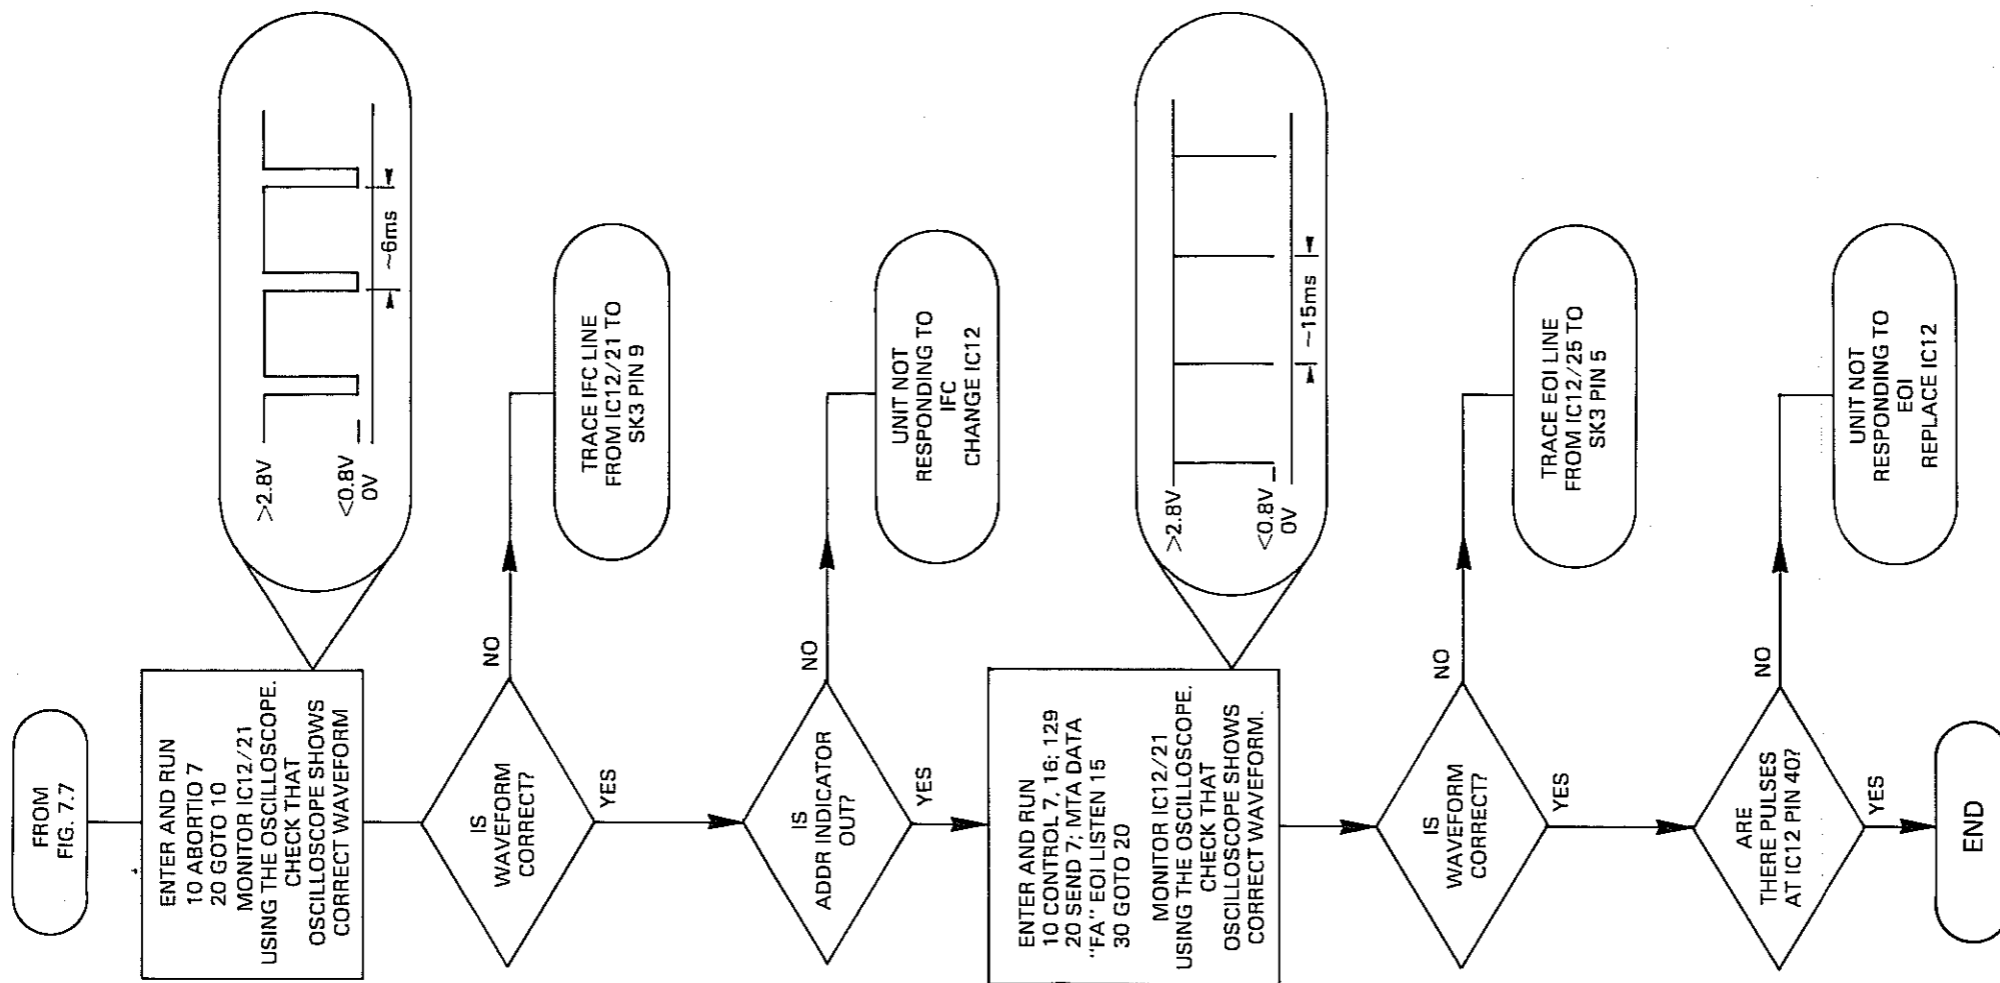 FROM
FIG. 7.7
ENTER AND RUN
10 ABORTIO 7
20 GOTO 10
MONITOR IC12/21
USING THE OSCILLOSCOPE.
CHECK THAT
OSCILLOSCOPE SHOWS
CORRECT WAVEFORM
>2.8V
<0.8V
0V
~6ms
IS
WAVEFORM
CORRECT?
NO
TRACE IFC LINE
FROM IC12/21 TO
SK3 PIN 9
YES
IS
ADDR INDICATOR
OUT?
NO
UNIT NOT
RESPONDING TO
IFC
CHANGE IC12
YES
ENTER AND RUN
10 CONTROL 7, 16; 129
20 SEND 7; MTA DATA
"FA" EOI LISTEN 15
30 GOTO 20
MONITOR IC12/21
USING THE OSCILLOSCOPE.
CHECK THAT
OSCILLOSCOPE SHOWS
CORRECT WAVEFORM.
>2.8V
<0.8V
0V
~15ms
IS
WAVEFORM
CORRECT?
NO
TRACE EOI LINE
FROM IC12/25 TO
SK3 PIN 5
YES
ARE
THERE PULSES
AT IC12 PIN 40?
NO
UNIT NOT
RESPONDING TO
EOI
REPLACE IC12
YES
END